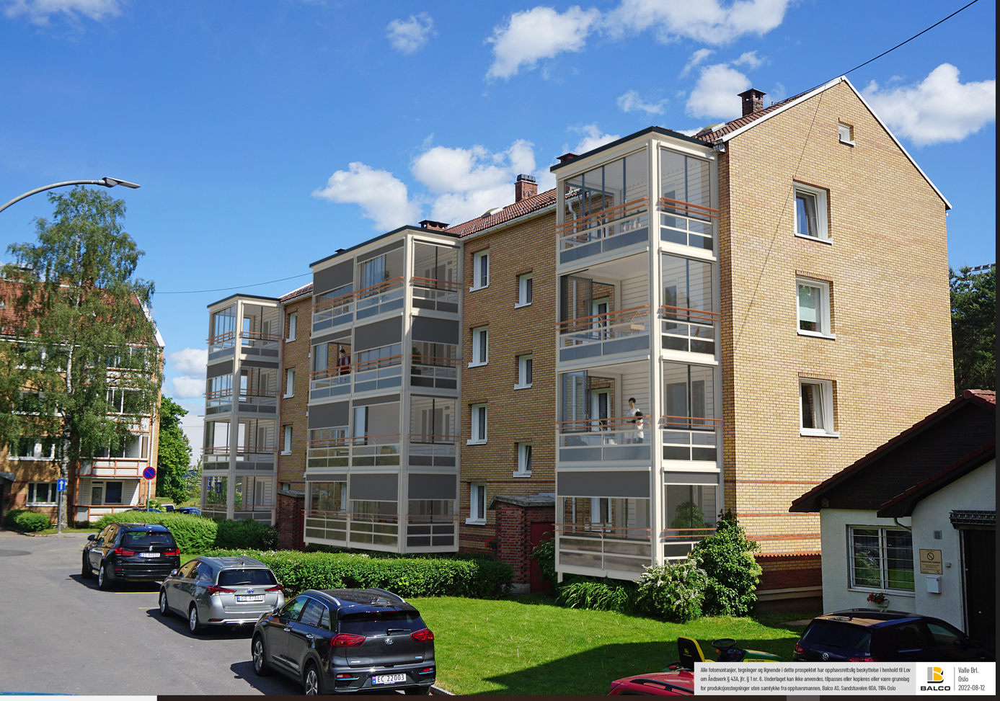 EC 22003
Alle fotomontasjer, tegninger og lignende i dette prospektet har opphavsrettslig beskyttelse i henhold til Lov
om Åndsverk § 43A, jfr. § 1 nr. 6. Underlaget kan ikke anvendes, tilpasses eller kopieres eller være grunnlag
for produksjonstegninger uten samtykke fra opphavsmannen, Balco AS, Sandstuveien 60A, 1184 Oslo
BALCO
Valle Brl.
Oslo
2022-08-12